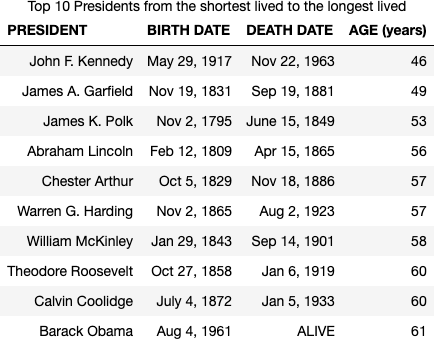 Top 10 Presidents from the shortest lived to the longest lived
PRESIDENT BIRTH DATE DEATH DATE AGE (years)
John F. Kennedy May 29, 1917 Nov 22, 1963 46
James A. Garfield Nov 19, 1831 Sep 19, 1881 49
James K. Polk Nov 2, 1795 June 15, 1849 53
Abraham Lincoln Feb 12, 1809 Apr 15, 1865 56
Chester Arthur Oct 5, 1829 Nov 18, 1886 57
Warren G. Harding Nov 2, 1865 Aug 2, 1923 57
William McKinley Jan 29, 1843 Sep 14, 1901 58
Theodore Roosevelt Oct 27, 1858 Jan 6, 1919 60
Calvin Coolidge July 4, 1872 Jan 5, 1933 60
Barack Obama Aug 4, 1961 ALIVE 61